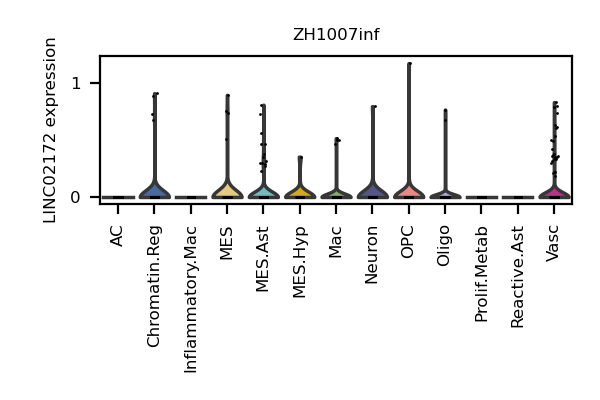 ZH1007inf
LINC02172 expression
1
0
AC
Chromatin.Reg
Inflammatory.Mac
MES
MES.Ast
MES.Hyp
Mac
Neuron
OPC
Oligo
Prolif.Metab
Reactive.Ast
Vasc